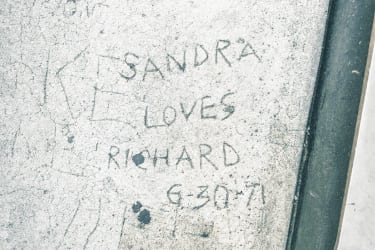 SANDRA
LOVES
RICHARD
6-30-71